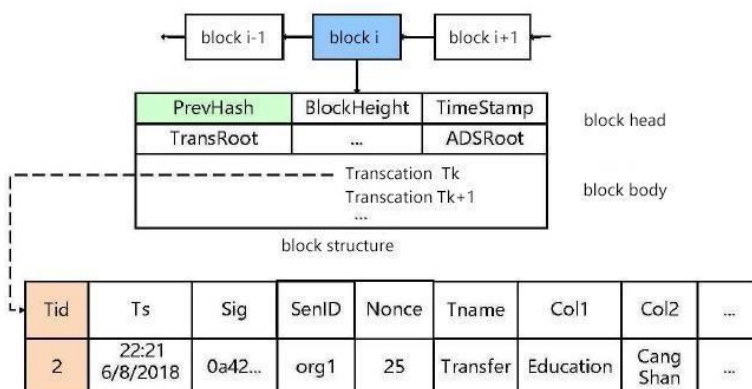 block i-1 block i block i+1
PrevHash BlockHeight TimeStamp
block head
TransRoot ... ADSRoot
Transcation Tk
Transcation Tk+1
block body
...
block structure
Tid Ts Sig SenID Nonce Tname Col1 Col2 ...
2 22:21 6/8/2018 0a42... org1 25 Transfer Education Cang Shan ...